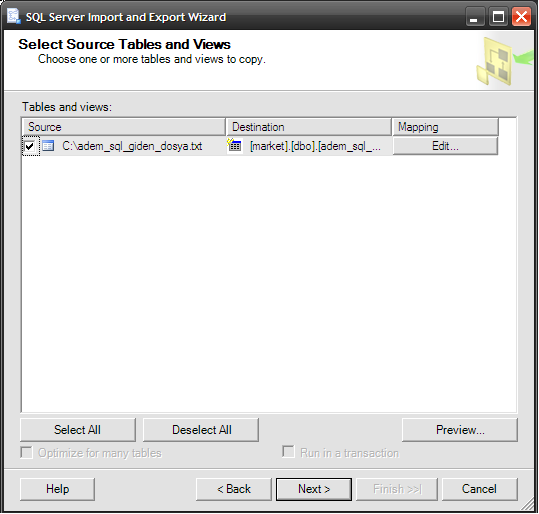 SQL Server Import and Export Wizard
Select Source Tables and Views
Choose one or more tables and views to copy.
Tables and views:
Source Destination Mapping
C:\adem_sql_giden_dosya.txt [market].[dbo].[adem_sql_... Edit...
Select All Deselect All Preview...
Optimize for many tables Run in a transaction
Help < Back Next > Finish >>| Cancel